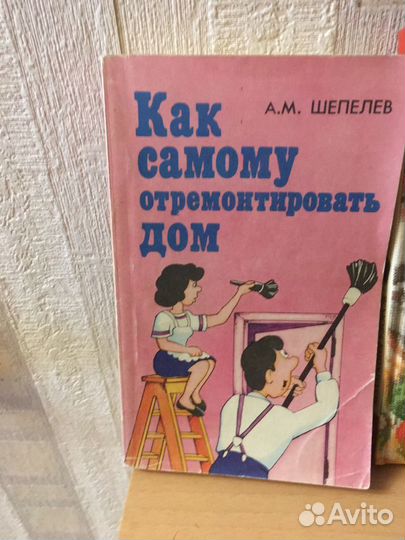 А.М. ШЕПЕЛЕВ
Как
самому
отремонтировать
дом
Avito